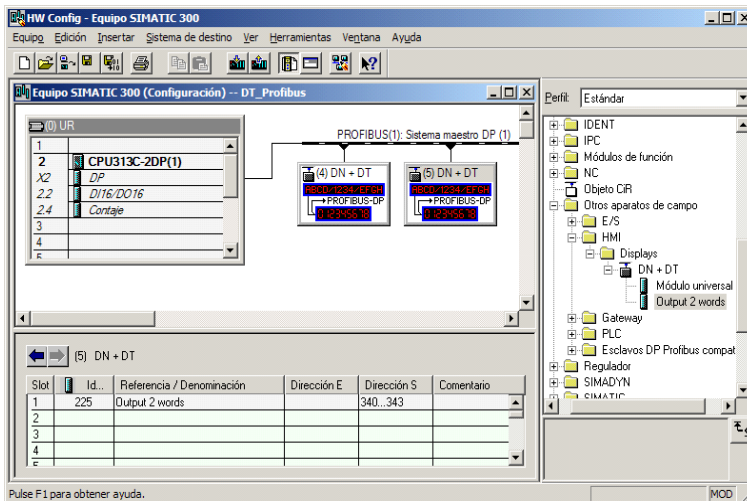 HW Config - Equipo SIMATIC 300
Equipo Edición Insertar Sistema de destino Ver Herramientas Ventana Ayuda
Equipo SIMATIC 300 (Configuración) -- DT_Profibus
(0) UR
1
2 CPU313C-2DP(1)
X2 DP
2.2 DI16/DO16
2.4 Contaje
3
4
5
PROFIBUS(1): Sistema maestro DP (1)
(4) DN + DT
ABCD/1234/EFGH
PROFIBUS-DP
012345678
(5) DN + DT
ABCD/1234/EFGH
PROFIBUS-DP
012345678
(5) DN + DT
Slot Id... Referencia / Denominación Dirección E Dirección S Comentario
1 225 Output 2 words 340...343
2
3
4
5
Perfil: Estándar
IDENT
IPC
Módulos de función
NC
Objeto CiR
Otros aparatos de campo
E/S
HMI
Displays
DN + DT
Módulo universal
Output 2 words
Gateway
PLC
Esclavos DP Profibus compat
Regulador
SIMADYN
SIMATIC
Pulse F1 para obtener ayuda.
MOD